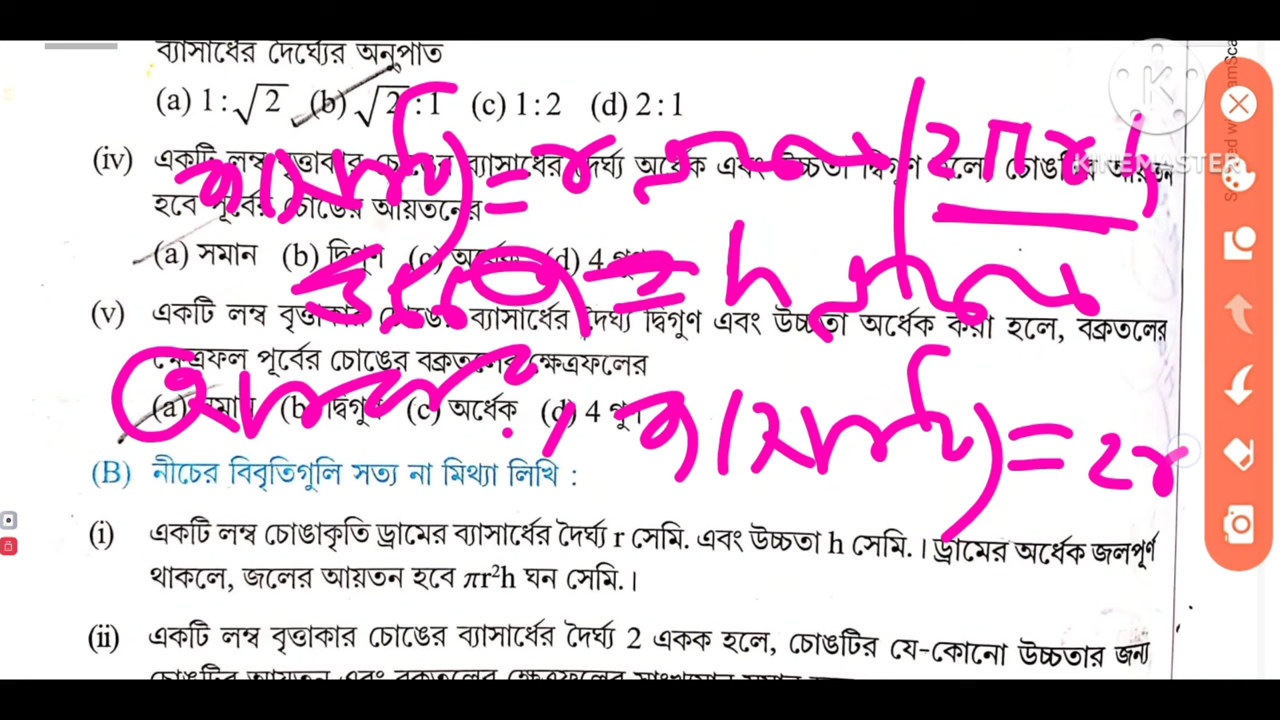 ব্যাসার্ধের দৈর্ঘ্যের অনুপাত
(a) 1:√2 (b) √2:1 (c) 1:2 (d) 2:1
(iv) একটি লম্ব বৃত্তাকার চোঙের ব্যাসার্ধের দৈর্ঘ্য অর্ধেক এবং উচ্চতা দ্বিগুণ হলে, চোঙটির আয়তন
হবে পূর্বের চোঙের আয়তনের
(a) সমান (b) দ্বিগুণ (c) অর্ধেক (d) 4 গুণ
(v) একটি লম্ব বৃত্তাকার চোঙের ব্যাসার্ধের দৈর্ঘ্য দ্বিগুণ এবং উচ্চতা অর্ধেক করা হলে, বক্রতলের
ক্ষেত্রফল পূর্বের চোঙের বক্রতলের ক্ষেত্রফলের
(a) সমান (b) দ্বিগুণ (c) অর্ধেক (d) 4 গুণ
(B) নীচের বিবৃতিগুলি সত্য না মিথ্যা লিখি :
(i) একটি লম্ব চোঙাকৃতি ড্রামের ব্যাসার্ধের দৈর্ঘ্য r সেমি. এবং উচ্চতা h সেমি.। ড্রামের অর্ধেক জলপূর্ণ
থাকলে, জলের আয়তন হবে πr²h ঘন সেমি.।
(ii) একটি লম্ব বৃত্তাকার চোঙের ব্যাসার্ধের দৈর্ঘ্য 2 একক হলে, চোঙটির যে-কোনো উচ্চতার জন্য
ব্যাসার্ধ = r 2πr
উচ্চতা = h
ব্যাসার্ধ = 2r
KINEMASTER